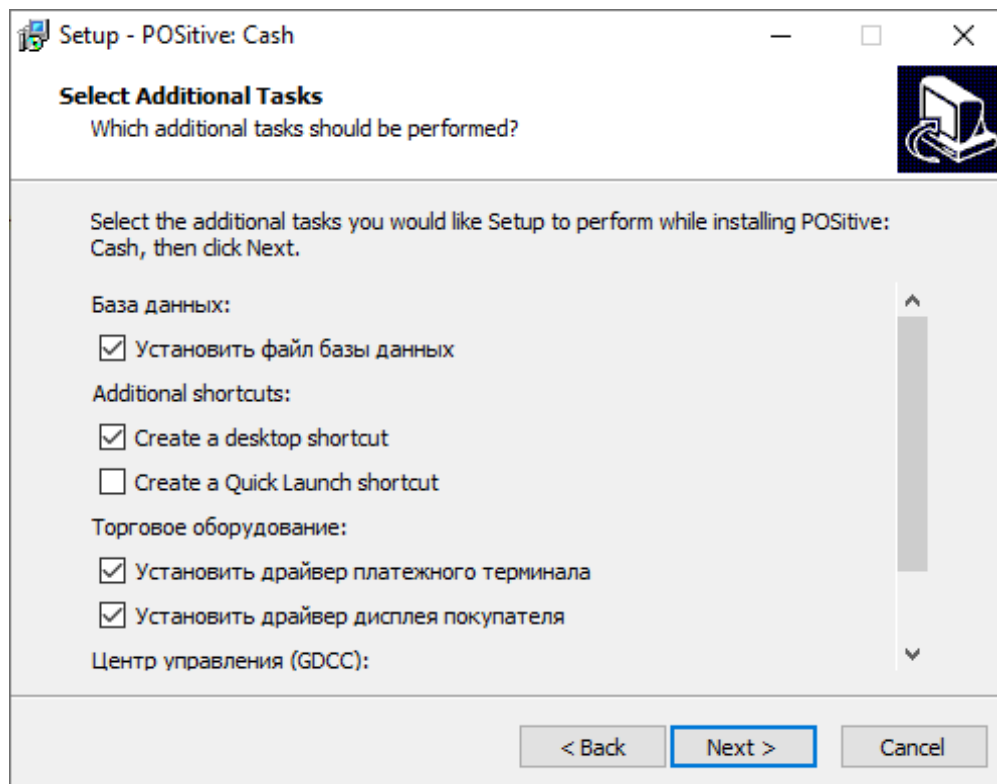 Setup - POSitive: Cash
Select Additional Tasks
Which additional tasks should be performed?
Select the additional tasks you would like Setup to perform while installing POSitive:
Cash, then click Next.
База данных:
Установить файл базы данных
Additional shortcuts:
Create a desktop shortcut
Create a Quick Launch shortcut
Торговое оборудование:
Установить драйвер платежного терминала
Установить драйвер дисплея покупателя
Центр управления (GDCC):
< Back
Next >
Cancel